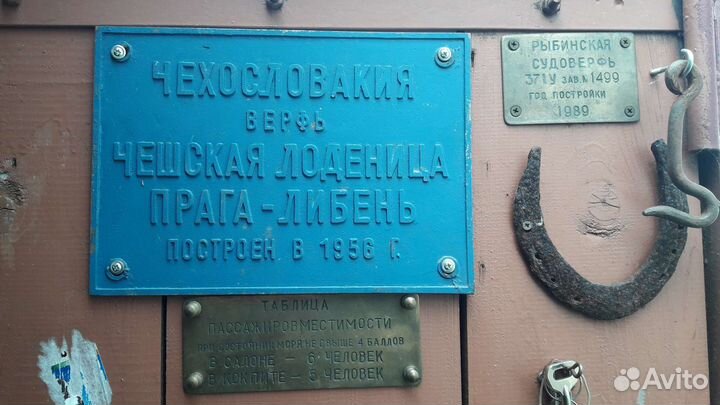 ЧЕХОСЛОВАКИЯ
ВЕРФЬ
ЧЕШСКАЯ ЛОДЕНИЦА
ПРАГА-ЛИБЕНЬ
ПОСТРОЕН В 1956 Г.
РЫБИНСКАЯ
СУДОВЕРФЬ
371У ЗАВ.№1499
ГОД ПОСТРОЙКИ
1989
ТАБЛИЦА
ПАССАЖИРОВМЕСТИМОСТИ
ПРИ СОСТОЯНИИ МОРЯ НЕ СВЫШЕ 4 БАЛЛОВ
В САЛОНЕ – 6 ЧЕЛОВЕК
В КОКПИТЕ – 5 ЧЕЛОВЕК
Avito